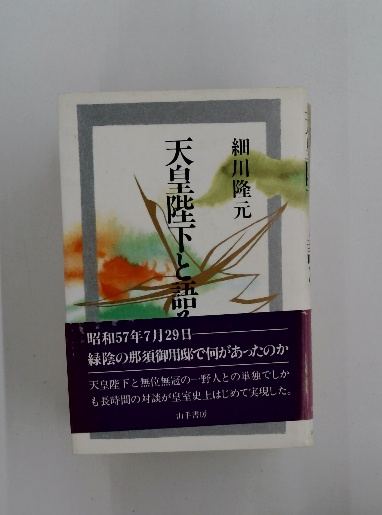 細川隆元
天皇陛下と語る
昭和57年7月29日――
緑陰の那須御用邸で何があったのか
天皇陛下と無位無冠の一野人との単独でしか
も長時間の対談が皇室史上はじめて実現した。
山手書房